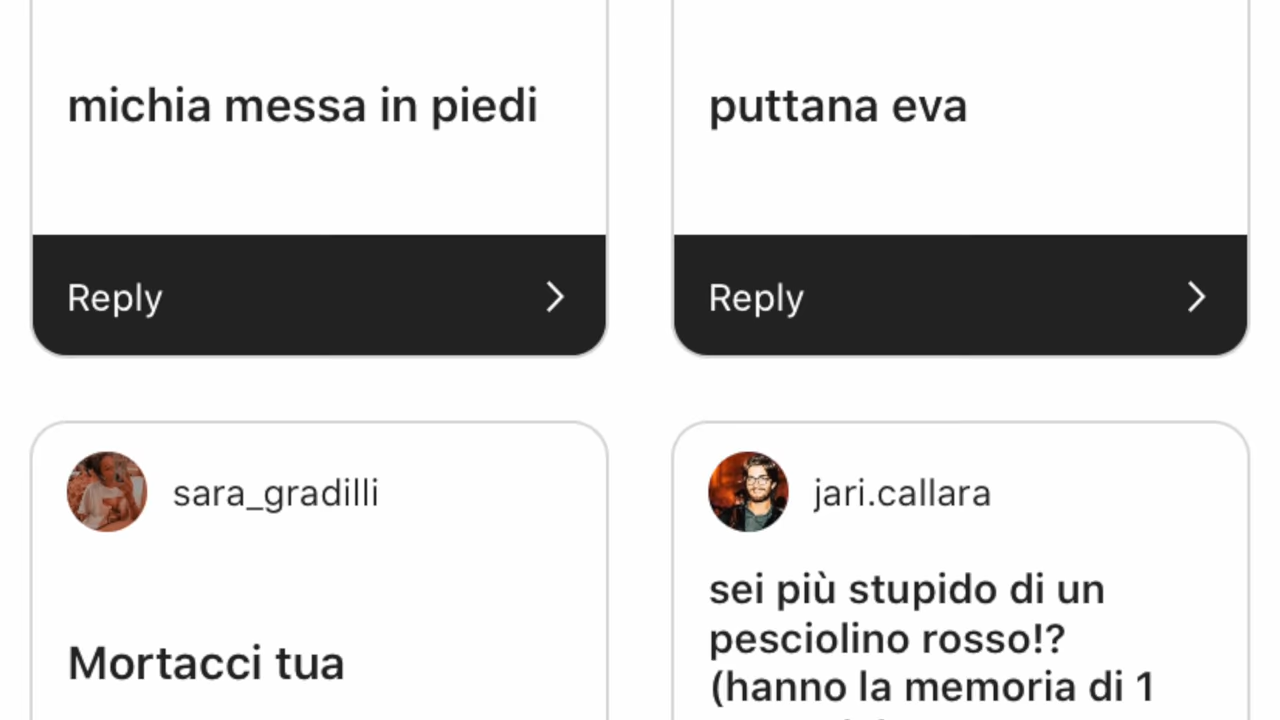 michia messa in piedi
puttana eva
Reply
Reply
sara_gradilli
jari.callara
Mortacci tua
sei più stupido di un
pesciolino rosso!?
(hanno la memoria di 1